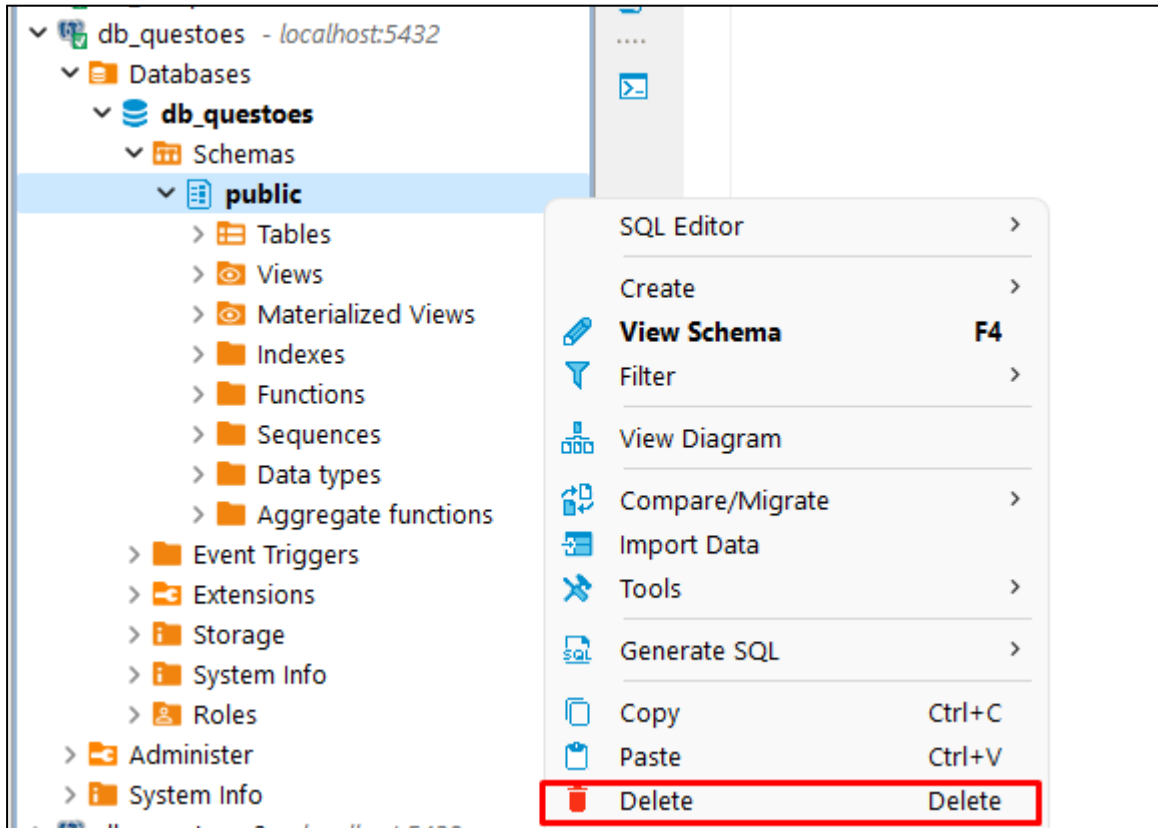 db_questoes - localhost:5432
Databases
db_questoes
Schemas
public
Tables
Views
Materialized Views
Indexes
Functions
Sequences
Data types
Aggregate functions
Event Triggers
Extensions
Storage
System Info
Roles
Administer
System Info
SQL Editor
Create
View Schema F4
Filter
View Diagram
Compare/Migrate
Import Data
Tools
Generate SQL
Copy Ctrl+C
Paste Ctrl+V
Delete Delete